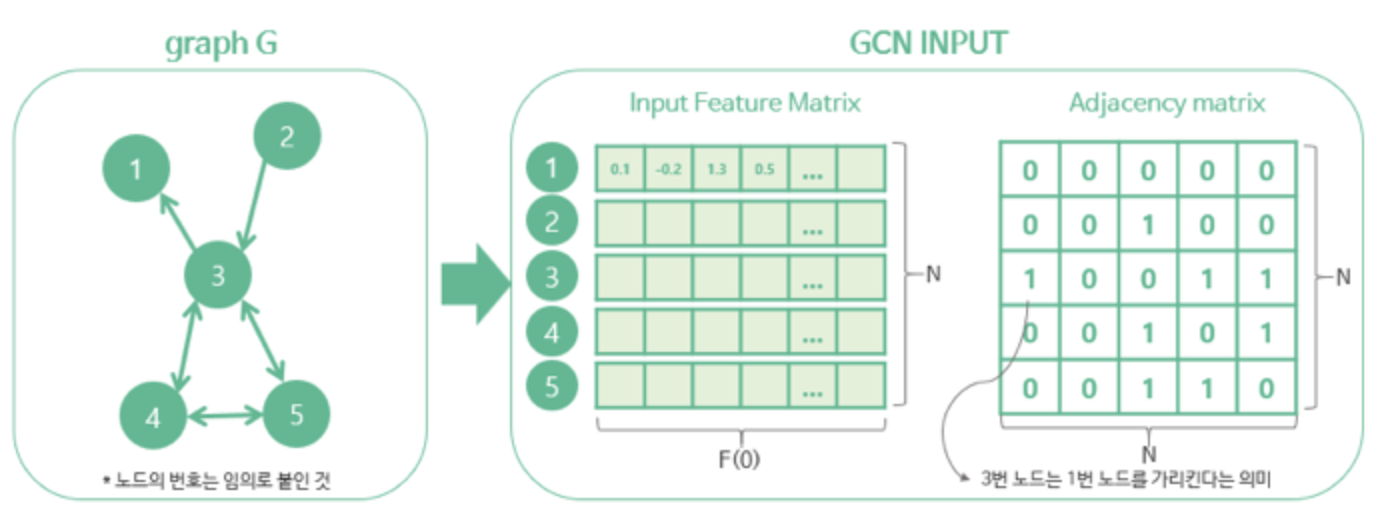 graph G
1
2
3
4
5
* 노드의 번호는 임의로 붙인 것
GCN INPUT
Input Feature Matrix
1 0.1 -0.2 1.3 0.5 ...
2 ...
3 ...
4 ...
5 ...
N
F(0)
Adjacency matrix
0 0 0 0 0
0 0 1 0 0
1 0 0 1 1
0 0 1 0 1
0 0 1 1 0
N
N
3번 노드는 1번 노드를 가리킨다는 의미